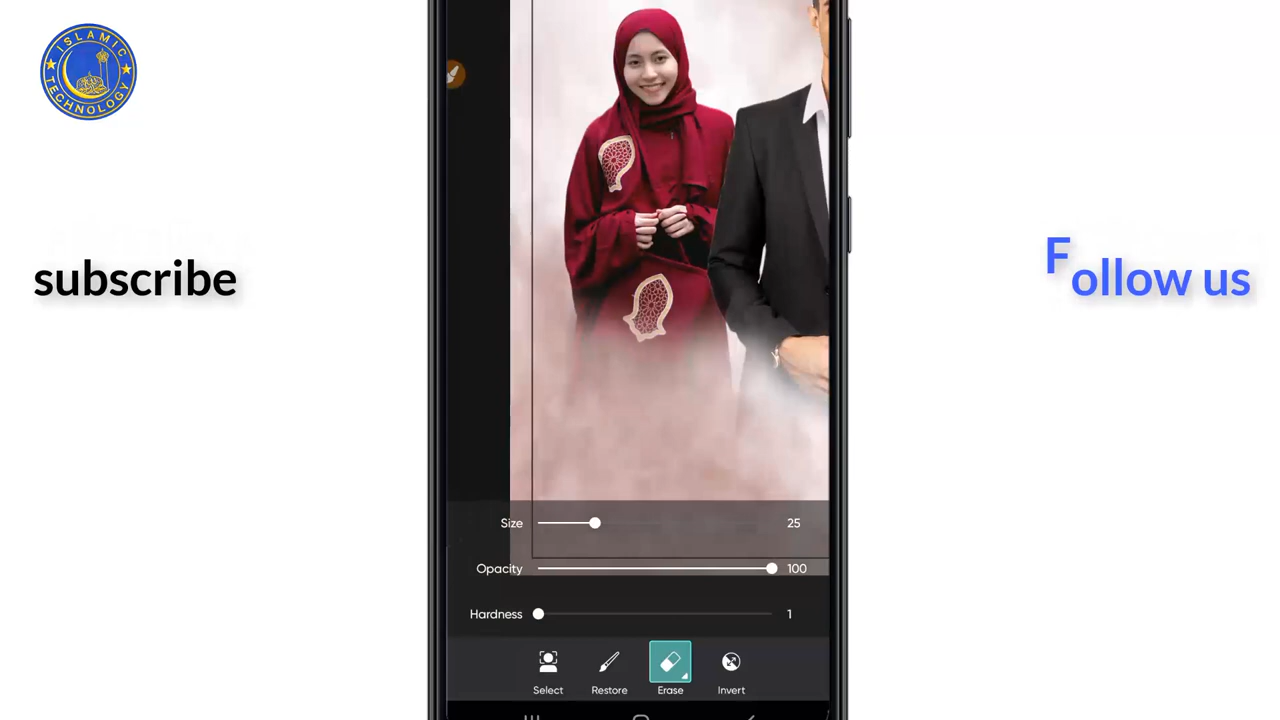 ISLAMIC
TECHNOLOGY
subscribe
Follow us
Size 25
Opacity 100
Hardness 1
Select Restore Erase Invert